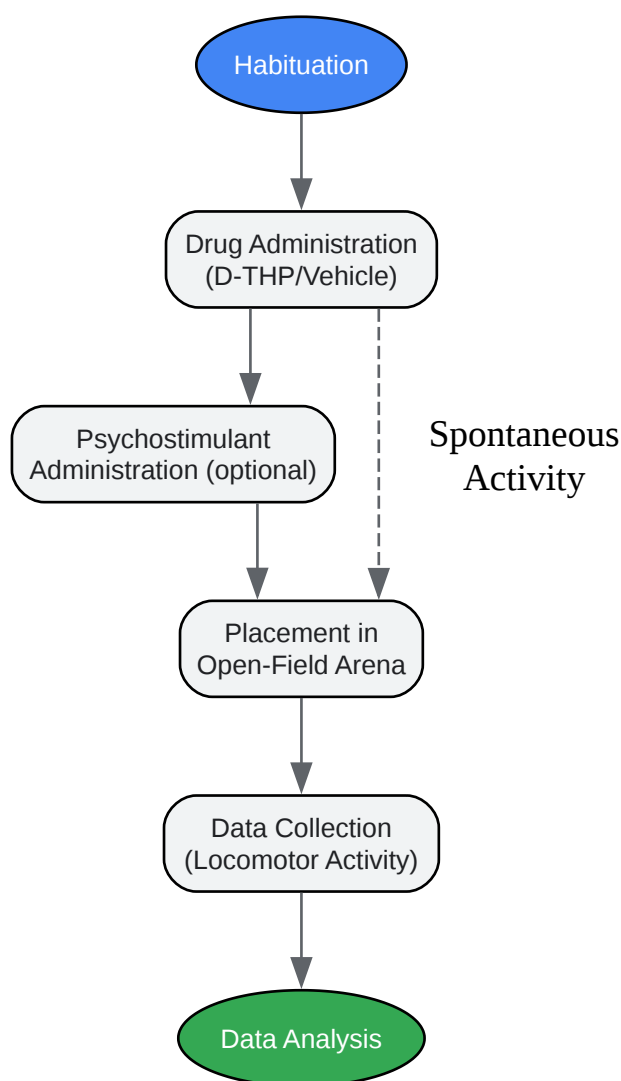 Habituation
Drug Administration
(D-THP/Vehicle)
Psychostimulant
Administration (optional)
Spontaneous
Activity
Placement in
Open-Field Arena
Data Collection
(Locomotor Activity)
Data Analysis